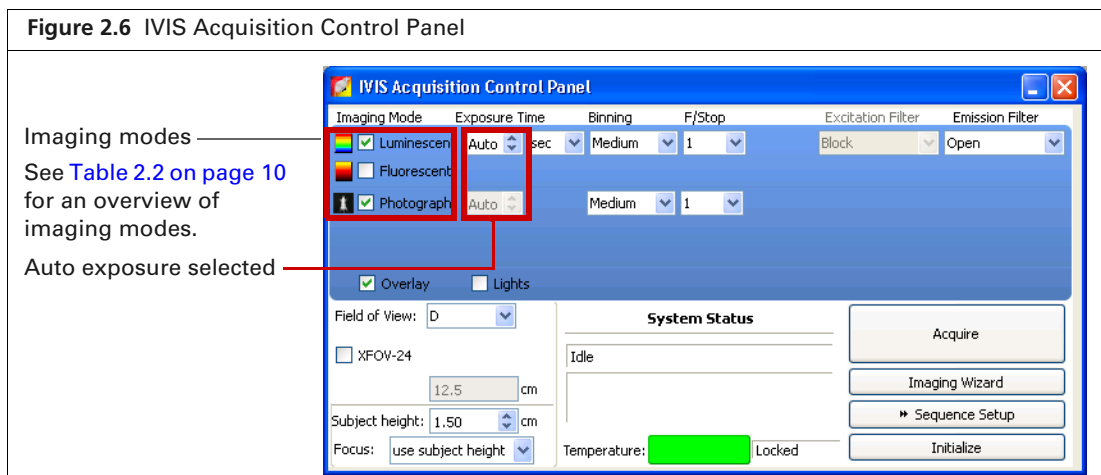 Figure 2.6 IVIS Acquisition Control Panel
Imaging modes
See Table 2.2 on page 10
for an overview of
imaging modes.
Auto exposure selected
IVIS Acquisition Control Panel
Imaging Mode Exposure Time Binning F/Stop Excitation Filter Emission Filter
Luminescen Auto sec Medium 1 Block Open
Fluorescent
Photograph Auto Medium 1
Overlay Lights
Field of View: D
XFOV-24
12.5 cm
Subject height: 1.50 cm
Focus: use subject height
System Status
Idle
Temperature: Locked
Acquire
Imaging Wizard
Sequence Setup
Initialize